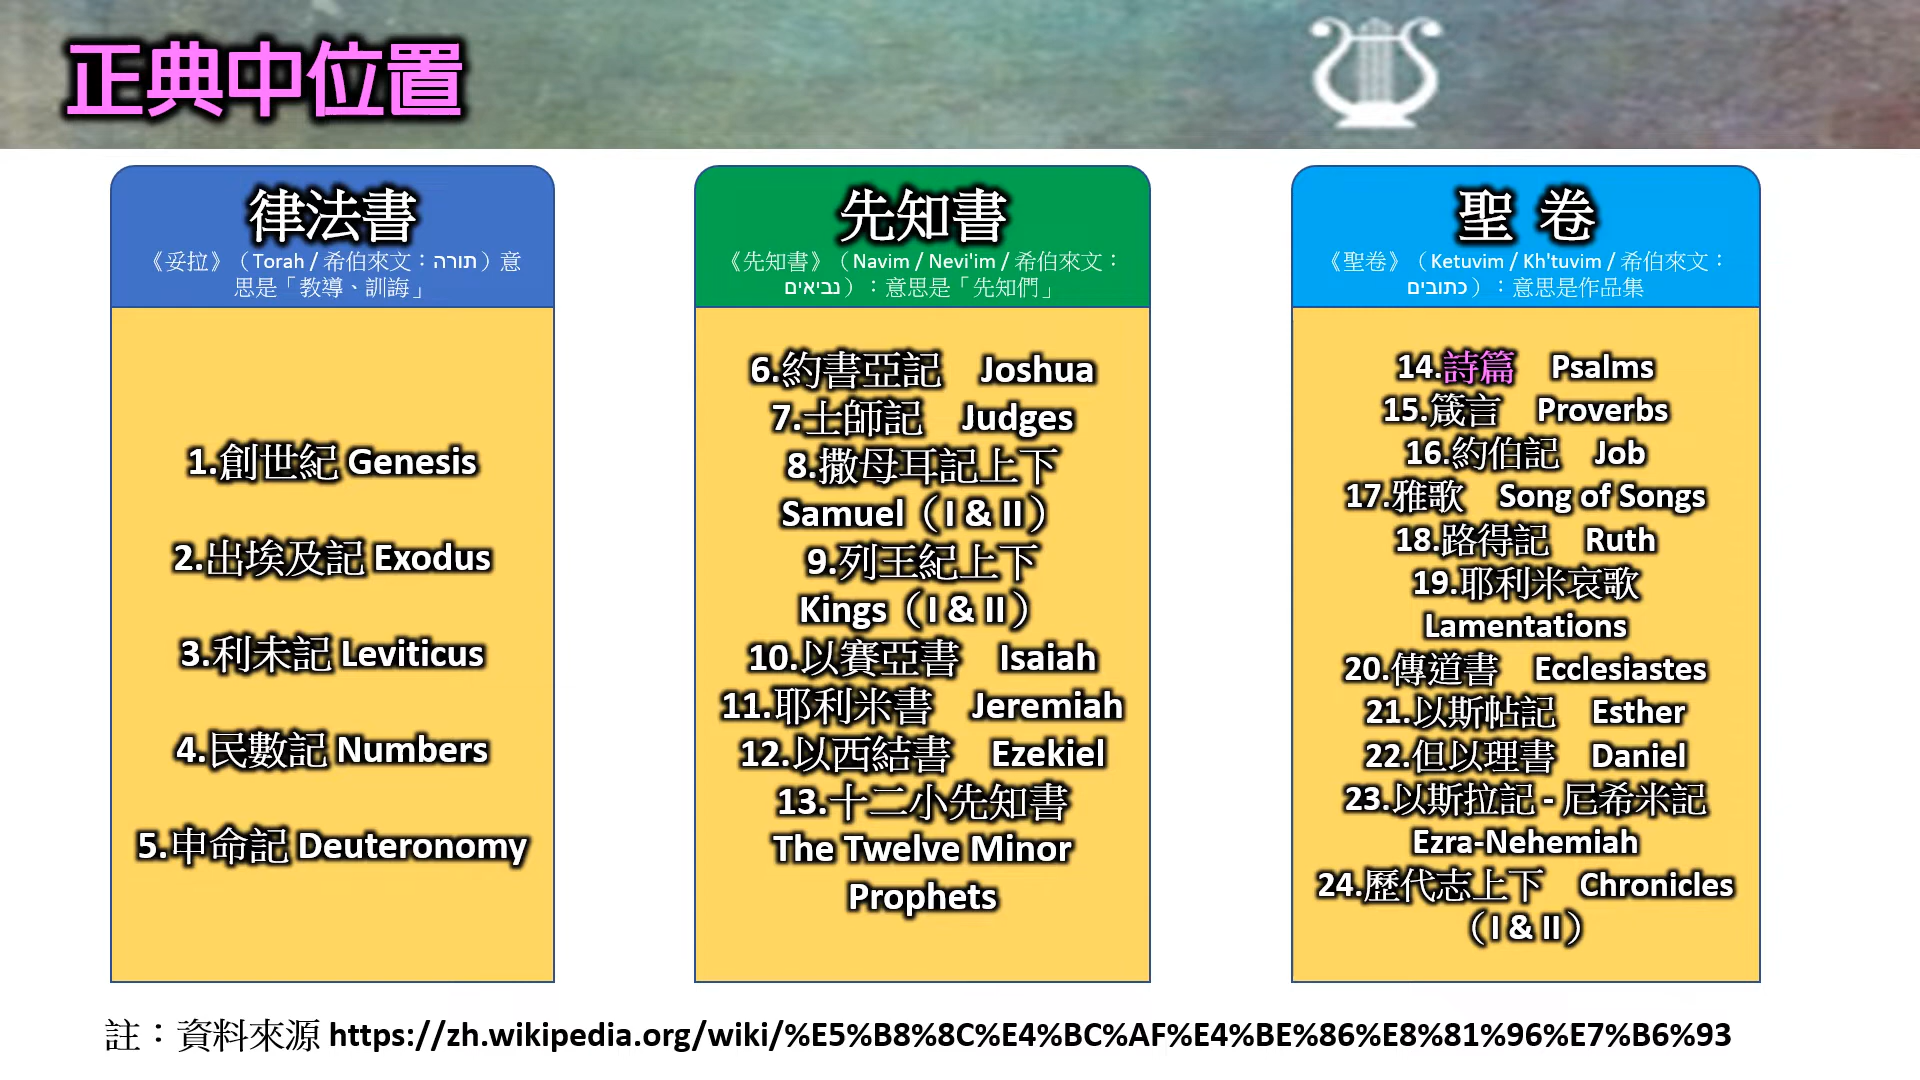 正典中位置
律法書
《妥拉》（Torah / 希伯來文：תורה）意
思是「教導、訓誨」
1.創世紀 Genesis
2.出埃及記 Exodus
3.利未記 Leviticus
4.民數記 Numbers
5.申命記 Deuteronomy
先知書
《先知書》（Navim / Nevi'im / 希伯來文：
נביאים）：意思是「先知們」
6.約書亞記　Joshua
7.士師記　Judges
8.撒母耳記上下
Samuel（I & II）
9.列王紀上下
Kings（I & II）
10.以賽亞書　Isaiah
11.耶利米書　Jeremiah
12.以西結書　Ezekiel
13.十二小先知書
The Twelve Minor
Prophets
聖 卷
《聖卷》（Ketuvim / Kh'tuvim / 希伯來文：
כתובים）：意思是作品集
14.詩篇　Psalms
15.箴言　Proverbs
16.約伯記　Job
17.雅歌　Song of Songs
18.路得記　Ruth
19.耶利米哀歌
Lamentations
20.傳道書　Ecclesiastes
21.以斯帖記　Esther
22.但以理書　Daniel
23.以斯拉記 - 尼希米記
Ezra-Nehemiah
24.歷代志上下　Chronicles
（I & II）
註：資料來源 https://zh.wikipedia.org/wiki/%E5%B8%8C%E4%BC%AF%E4%BE%86%E8%81%96%E7%B6%93